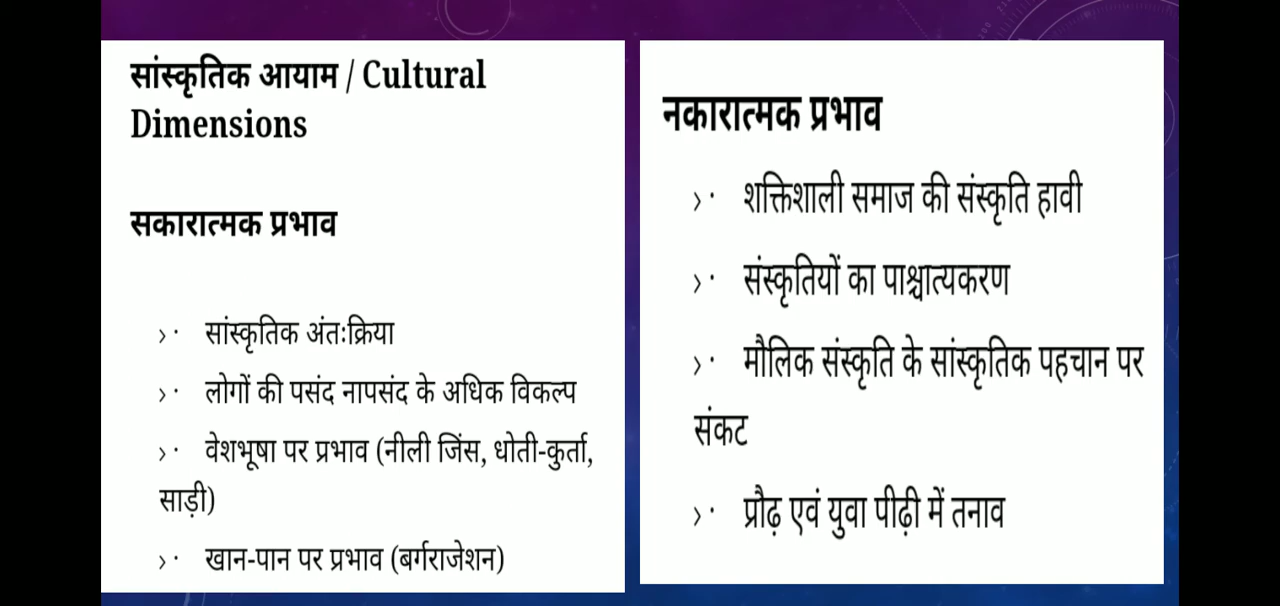 सांस्कृतिक आयाम / Cultural
Dimensions
सकारात्मक प्रभाव
›· सांस्कृतिक अंतःक्रिया
›· लोगों की पसंद नापसंद के अधिक विकल्प
›· वेशभूषा पर प्रभाव (नीली जिंस, धोती-कुर्ता,
साड़ी)
›· खान-पान पर प्रभाव (बर्गराजेशन)
नकारात्मक प्रभाव
›· शक्तिशाली समाज की संस्कृति हावी
›· संस्कृतियों का पाश्चात्यकरण
›· मौलिक संस्कृति के सांस्कृतिक पहचान पर
संकट
›· प्रौढ़ एवं युवा पीढ़ी में तनाव